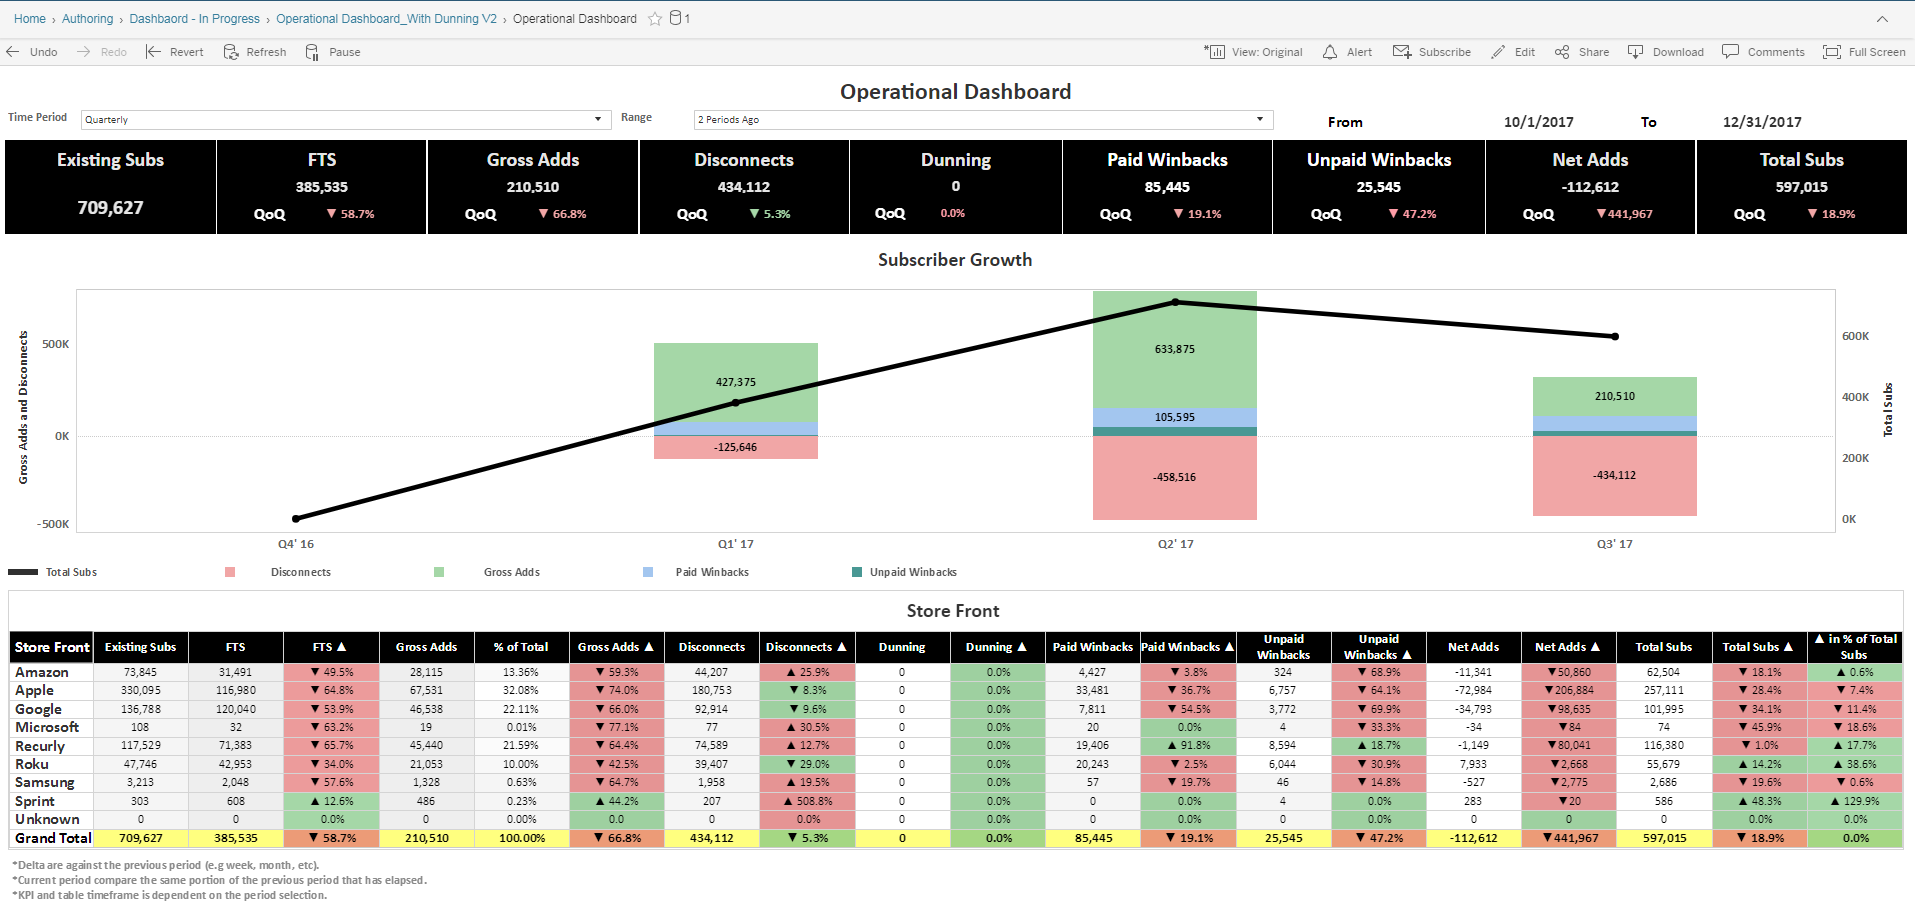 Home › Authoring › Dashbaord - In Progress › Operational Dashboard_With Dunning V2 › Operational Dashboard 1
Undo Redo Revert Refresh Pause View: Original Alert Subscribe Edit Share Download Comments Full Screen
Operational Dashboard
Time Period Quarterly Range 2 Periods Ago From 10/1/2017 To 12/31/2017
Existing Subs FTS Gross Adds Disconnects Dunning Paid Winbacks Unpaid Winbacks Net Adds Total Subs
709,627 385,535 210,510 434,112 0 85,445 25,545 -112,612 597,015
QoQ ▼ 58.7% QoQ ▼ 66.8% QoQ ▼ 5.3% QoQ 0.0% QoQ ▼ 19.1% QoQ ▼ 47.2% QoQ ▼441,967 QoQ ▼ 18.9%
Subscriber Growth
Gross Adds and Disconnects
500K
0K
-500K
427,375
-125,646
633,875
105,595
-458,516
210,510
-434,112
600K
400K
200K
0K
Total Subs
Q4' 16 Q1' 17 Q2' 17 Q3' 17
Total Subs Disconnects Gross Adds Paid Winbacks Unpaid Winbacks
Store Front
Store Front Existing Subs FTS FTS ▲ Gross Adds % of Total Gross Adds ▲ Disconnects Disconnects ▲ Dunning Dunning ▲ Paid Winbacks Paid Winbacks ▲ Unpaid Winbacks Unpaid Winbacks ▲ Net Adds Net Adds ▲ Total Subs Total Subs ▲ ▲ in % of Total Subs
Amazon 73,845 31,491 ▼ 49.5% 28,115 13.36% ▼ 59.3% 44,207 ▲ 25.9% 0 0.0% 4,427 ▼ 3.8% 324 ▼ 68.9% -11,341 ▼50,860 62,504 ▼ 18.1% ▲ 0.6%
Apple 330,095 116,980 ▼ 64.8% 67,531 32.08% ▼ 74.0% 180,753 ▼ 8.3% 0 0.0% 33,481 ▼ 36.7% 6,757 ▼ 64.1% -72,984 ▼206,884 257,111 ▼ 28.4% ▼ 7.4%
Google 136,788 120,040 ▼ 53.9% 46,538 22.11% ▼ 66.0% 92,914 ▼ 9.6% 0 0.0% 7,811 ▼ 54.5% 3,772 ▼ 69.9% -34,793 ▼98,635 101,995 ▼ 34.1% ▼ 11.4%
Microsoft 108 32 ▼ 63.2% 19 0.01% ▼ 77.1% 77 ▲ 30.5% 0 0.0% 20 0.0% 4 ▼ 33.3% -34 ▼84 74 ▼ 45.9% ▼ 18.6%
Recurly 117,529 71,383 ▼ 65.7% 45,440 21.59% ▼ 64.4% 74,589 ▲ 12.7% 0 0.0% 19,406 ▲ 91.8% 8,594 ▲ 18.7% -1,149 ▼80,041 116,380 ▼ 1.0% ▲ 17.7%
Roku 47,746 42,953 ▼ 34.0% 21,053 10.00% ▼ 42.5% 39,407 ▼ 29.0% 0 0.0% 20,243 ▼ 2.5% 6,044 ▼ 30.9% 7,933 ▼2,668 55,679 ▲ 14.2% ▲ 38.6%
Samsung 3,213 2,048 ▼ 57.6% 1,328 0.63% ▼ 64.7% 1,958 ▲ 19.5% 0 0.0% 57 ▼ 19.7% 46 ▼ 14.8% -527 ▼2,775 2,686 ▼ 19.6% ▼ 0.6%
Sprint 303 608 ▲ 12.6% 486 0.23% ▲ 44.2% 207 ▲ 508.8% 0 0.0% 0 0.0% 4 0.0% 283 ▼20 586 ▲ 48.3% ▲ 129.9%
Unknown 0 0 0.0% 0 0.00% 0.0 0 0.0% 0 0.0% 0 0.0% 0 0.0% 0 0 0 0.0% 0.0%
Grand Total 709,627 385,535 ▼ 58.7% 210,510 100.00% ▼ 66.8% 434,112 ▼ 5.3% 0 0.0% 85,445 ▼ 19.1% 25,545 ▼ 47.2% -112,612 ▼441,967 597,015 ▼ 18.9% 0.0%
*Delta are against the previous period (e.g week, month, etc).
*Current period compare the same portion of the previous period that has elapsed.
*KPI and table timeframe is dependent on the period selection.